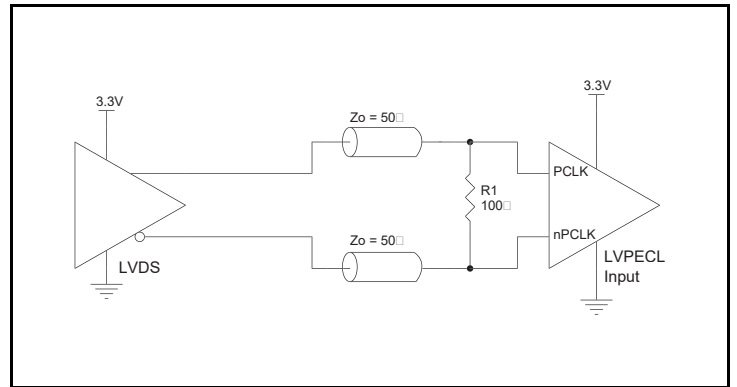 3.3V
3.3V
Zo = 50□
PCLK
R1
100□
nPCLK
Zo = 50□
LVDS
LVPECL
Input